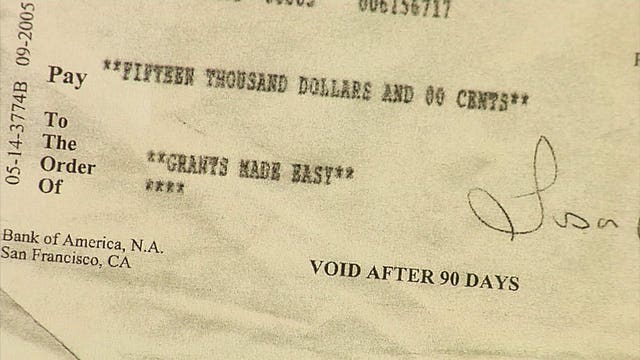 006156717
05-14-3774B 09-2005
Pay **FIFTEEN THOUSAND DOLLARS AND 00 CENTS**
To
The
Order
Of
**GRANTS MADE EASY**
****
Bank of America, N.A.
San Francisco, CA
VOID AFTER 90 DAYS